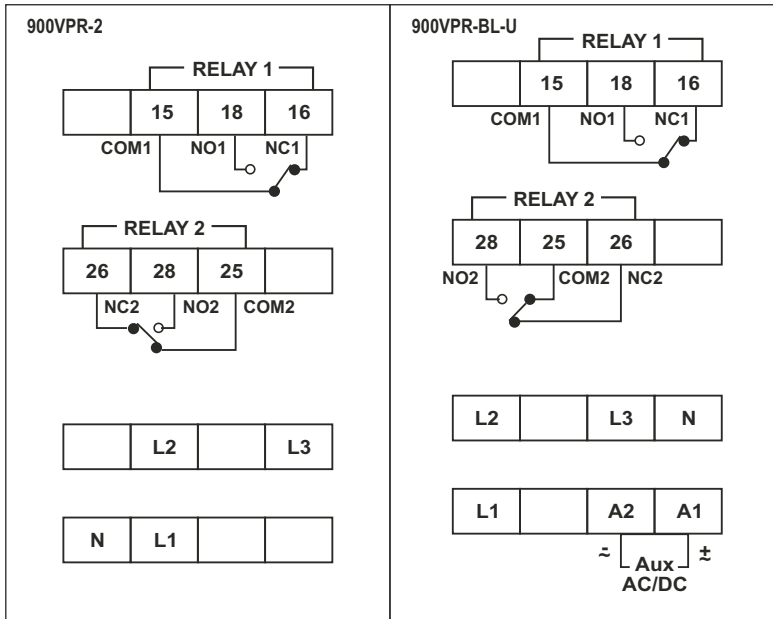 900VPR-2
RELAY 1
15 18 16
COM1 NO1 NC1
RELAY 2
26 28 25
NC2 NO2 COM2
L2 L3
N L1
900VPR-BL-U
RELAY 1
15 18 16
COM1 NO1 NC1
RELAY 2
28 25 26
NO2 COM2 NC2
L2 L3 N
L1 A2 A1
~ - Aux ~ ±
AC/DC